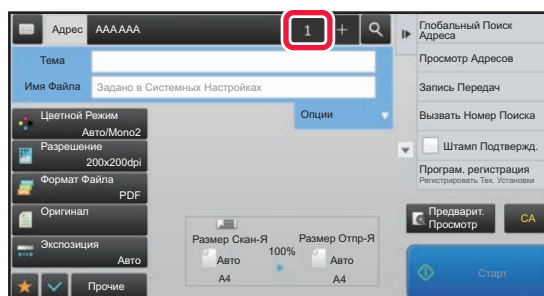 Адрес AAA AAA 1 +
Тема
Имя Файла Задано в Системных Настройках
Цветной Режим
Авто/Mono2
Опции
Разрешение
200x200dpi
Формат Файла
PDF
Оригинал
Экспозиция
Авто
Прочие
Размер Скан-Я
100%
Размер Отпр-Я
Авто
Авто
A4
A4
Глобальный Поиск
Адреса
Просмотр Адресов
Запись Передач
Вызвать Номер Поиска
Штамп Подтвержд.
Програм. регистрация
Регистрировать Тек. Установки
Предварит.
Просмотр
CA
Старт